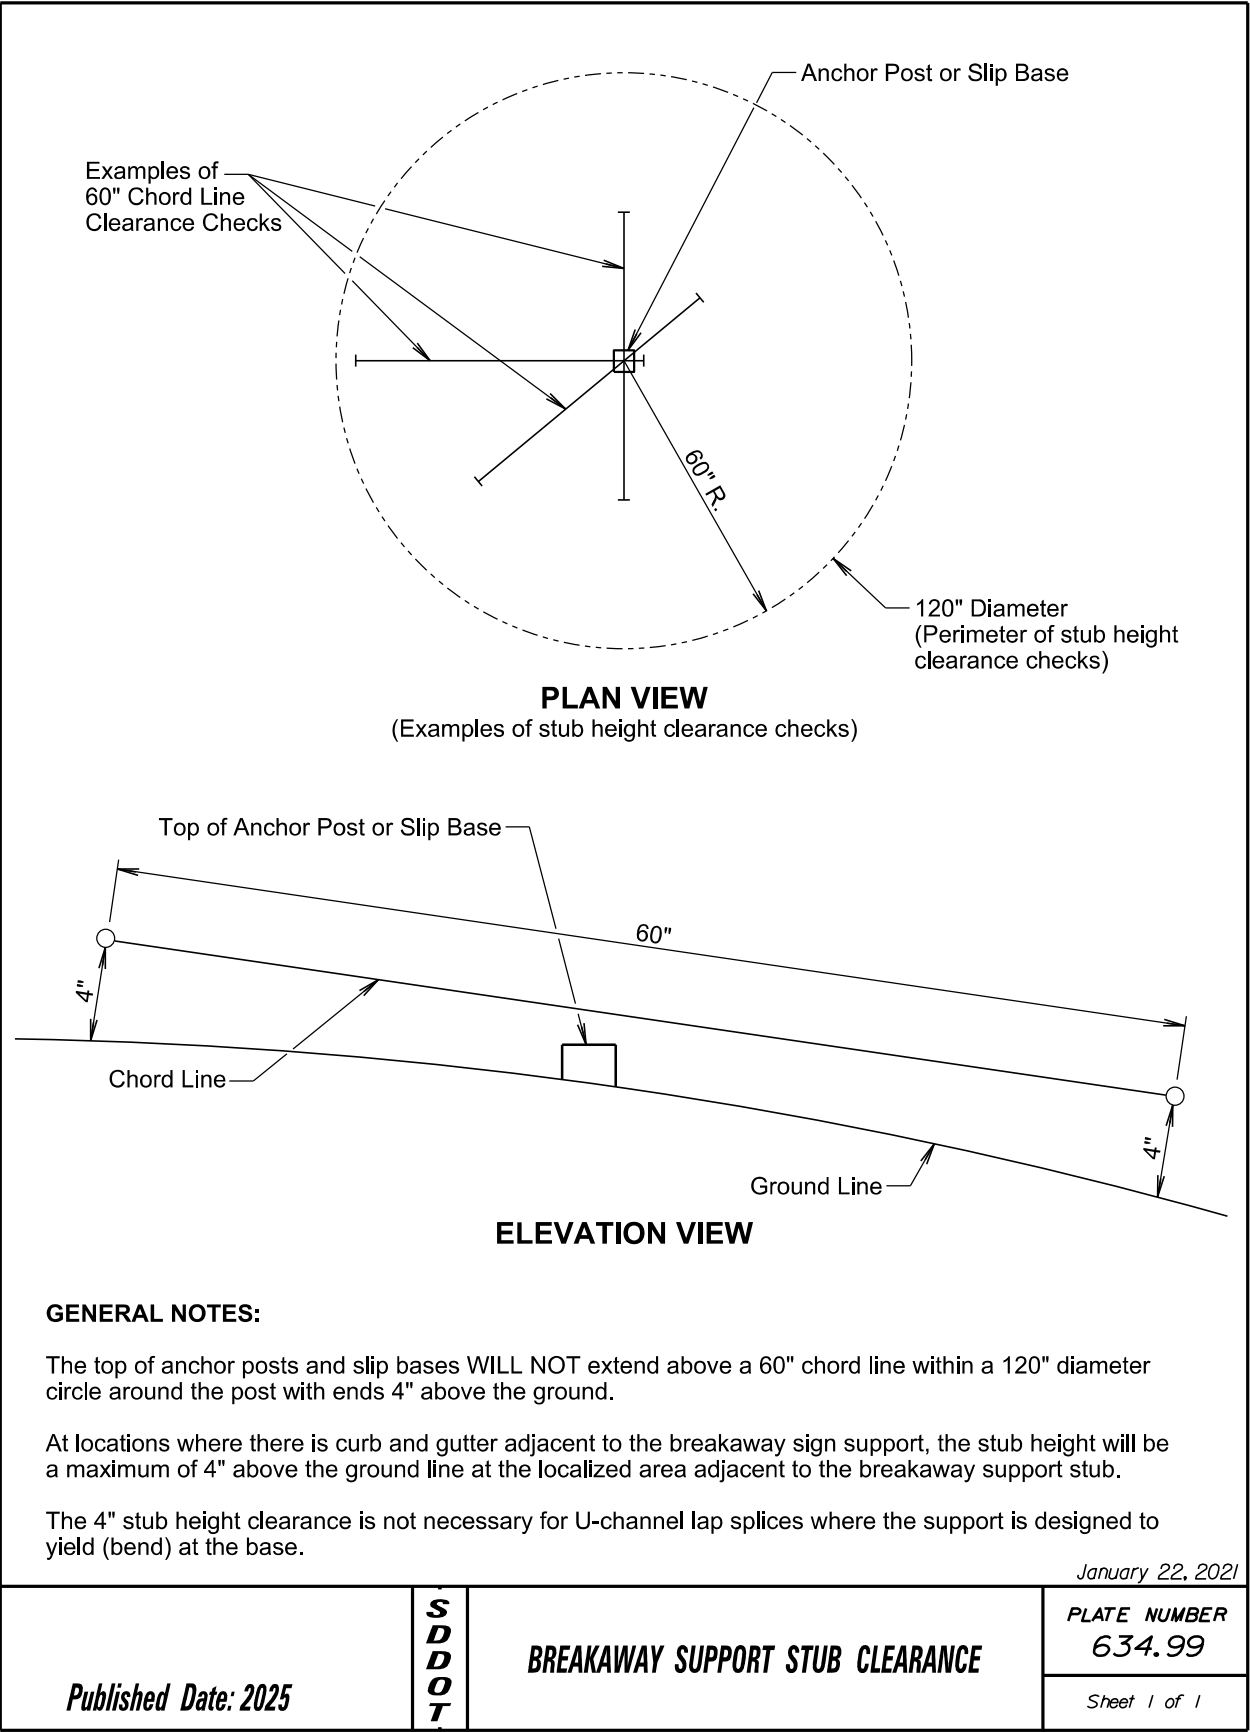 Anchor Post or Slip Base
Examples of
60" Chord Line
Clearance Checks
60" R.
120" Diameter
(Perimeter of stub height
clearance checks)
PLAN VIEW
(Examples of stub height clearance checks)
Top of Anchor Post or Slip Base
60"
4"
Chord Line
4"
Ground Line
ELEVATION VIEW
GENERAL NOTES:
The top of anchor posts and slip bases WILL NOT extend above a 60" chord line within a 120" diameter
circle around the post with ends 4" above the ground.
At locations where there is curb and gutter adjacent to the breakaway sign support, the stub height will be
a maximum of 4" above the ground line at the localized area adjacent to the breakaway support stub.
The 4" stub height clearance is not necessary for U-channel lap splices where the support is designed to
yield (bend) at the base.
January 22, 2021
Published Date: 2025
SDDOT
BREAKAWAY SUPPORT STUB CLEARANCE
PLATE NUMBER
634.99
Sheet 1 of 1